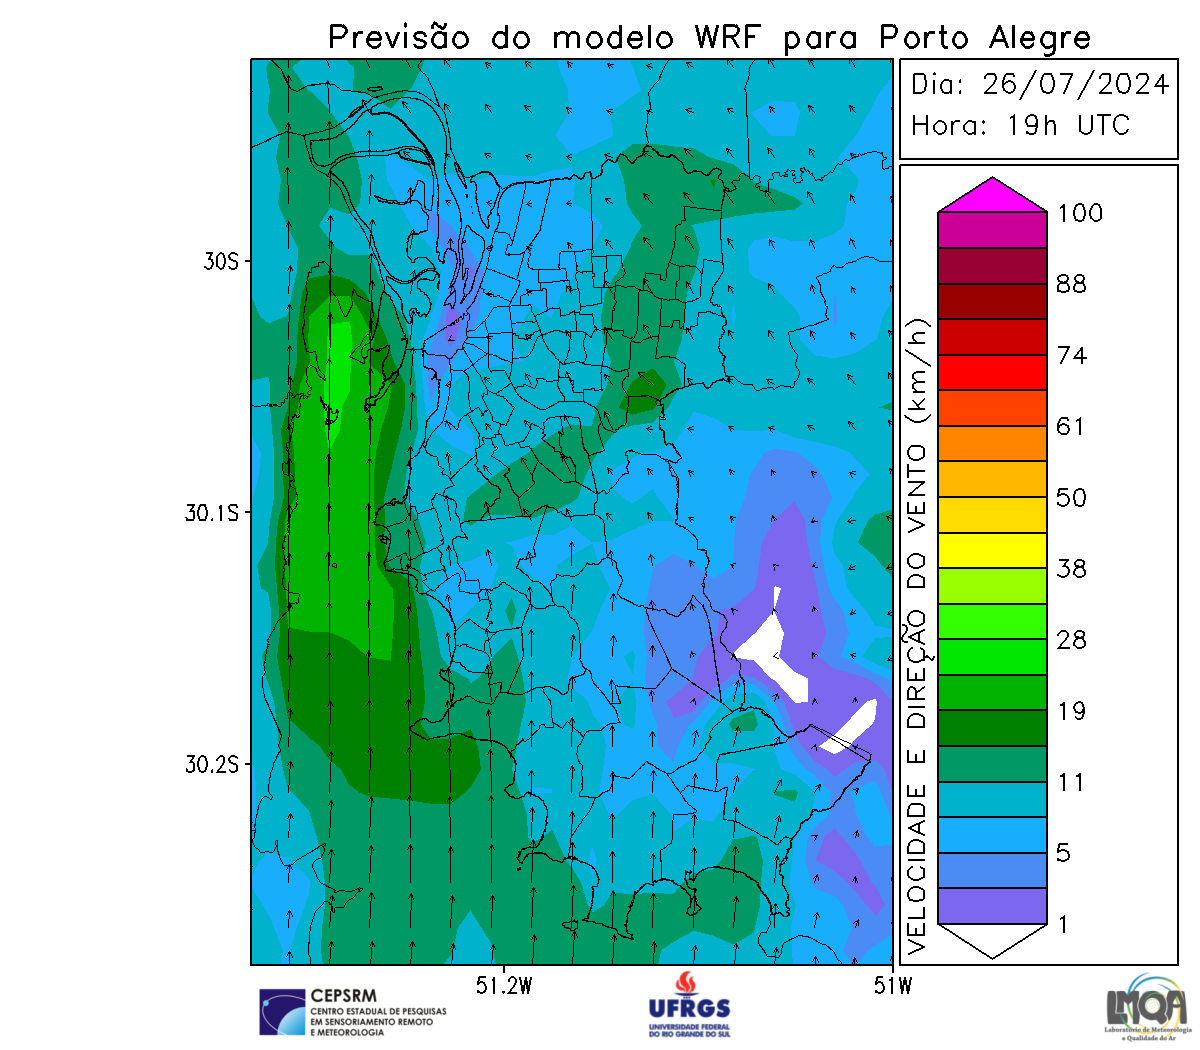 Previsão do modelo WRF para Porto Alegre
Dia: 26/07/2024
Hora: 19h UTC
30S
30.1S
30.2S
51.2W
51W
VELOCIDADE E DIREÇÃO DO VENTO (km/h)
100
88
74
61
50
38
28
19
11
5
1
CEPSRM
CENTRO ESTADUAL DE PESQUISAS
EM SENSORIAMENTO REMOTO
E METEOROLOGIA
UFRGS
UNIVERSIDADE FEDERAL
DO RIO GRANDE DO SUL
LMQA
Laboratório de Meteorologia
e Qualidade do Ar